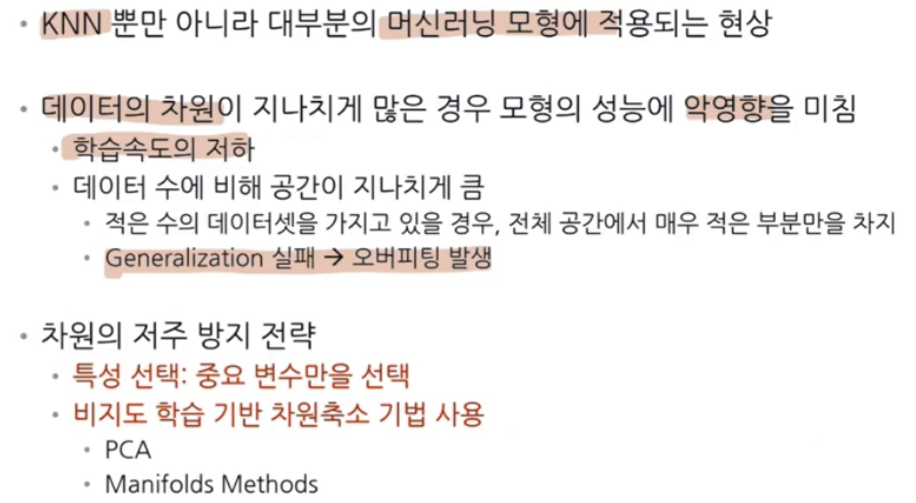 • KNN 뿐만 아니라 대부분의 머신러닝 모형에 적용되는 현상
• 데이터의 차원이 지나치게 많은 경우 모형의 성능에 악영향을 미침
• 학습속도의 저하
• 데이터 수에 비해 공간이 지나치게 큼
• 적은 수의 데이터셋을 가지고 있을 경우, 전체 공간에서 매우 적은 부분만을 차지
• Generalization 실패 → 오버피팅 발생
• 차원의 저주 방지 전략
• 특성 선택: 중요 변수만을 선택
• 비지도 학습 기반 차원축소 기법 사용
• PCA
• Manifolds Methods